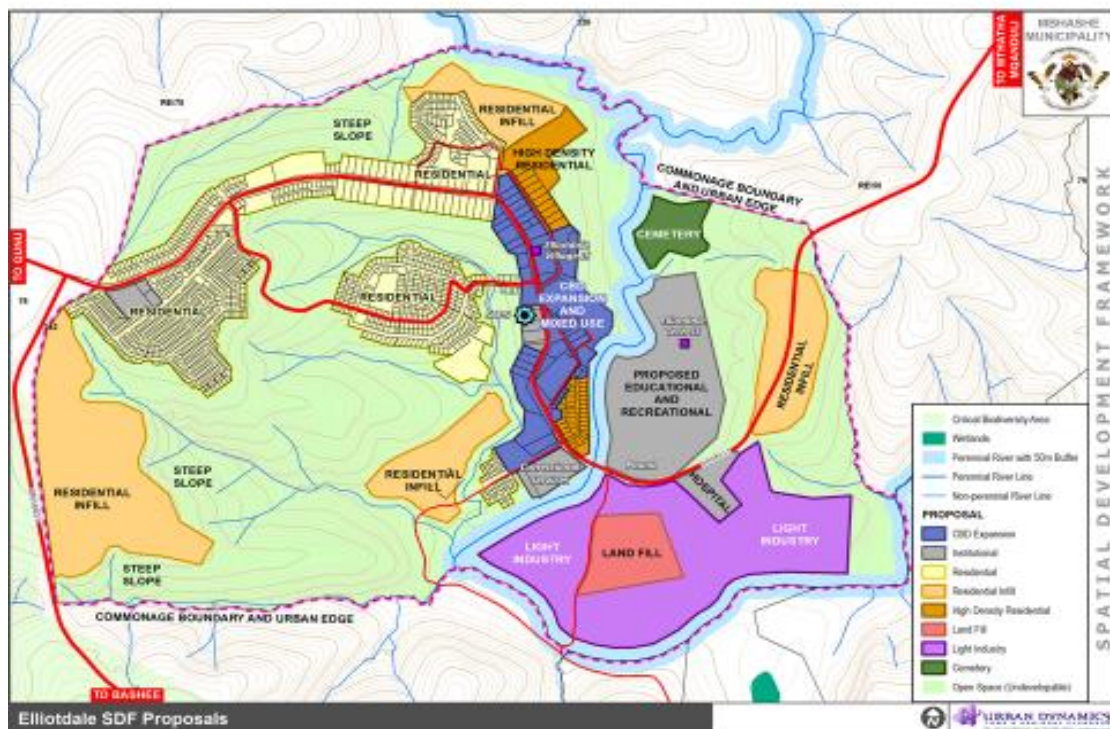 MBHASHE
MUNICIPALITY
TO MTHATHA
MQANDULI
RE/78
STEEP
SLOPE
RESIDENTIAL
INFILL
HIGH DENSITY
RESIDENTIAL
RESIDENTIAL
COMMONAGE BOUNDARY
AND URBAN EDGE
CEMETERY
TO QUNU
RESIDENTIAL
RESIDENTIAL
CBD
EXPANSION
AND
MIXED USE
PROPOSED
EDUCATIONAL
AND
RECREATIONAL
RESIDENTIAL
INFILL
RESIDENTIAL
INFILL
STEEP
SLOPE
RESIDENTIAL
INFILL
HOSPITAL
LIGHT
INDUSTRY
LAND FILL
LIGHT
INDUSTRY
STEEP
SLOPE
COMMONAGE BOUNDARY AND URBAN EDGE
TO BASHEE
Critical Biodiversity Area
Wetlands
Perennial River with 50m Buffer
Perennial River Line
Non-perennial River Line
PROPOSAL
CBD Expansion
Institutional
Residential
Residential Infill
High Density Residential
Land Fill
Light Industry
Cemetery
Open Space (Undevelopable)
SPATIAL DEVELOPMENT FRAMEWORK
Elliotdale SDF Proposals
URBAN DYNAMICS